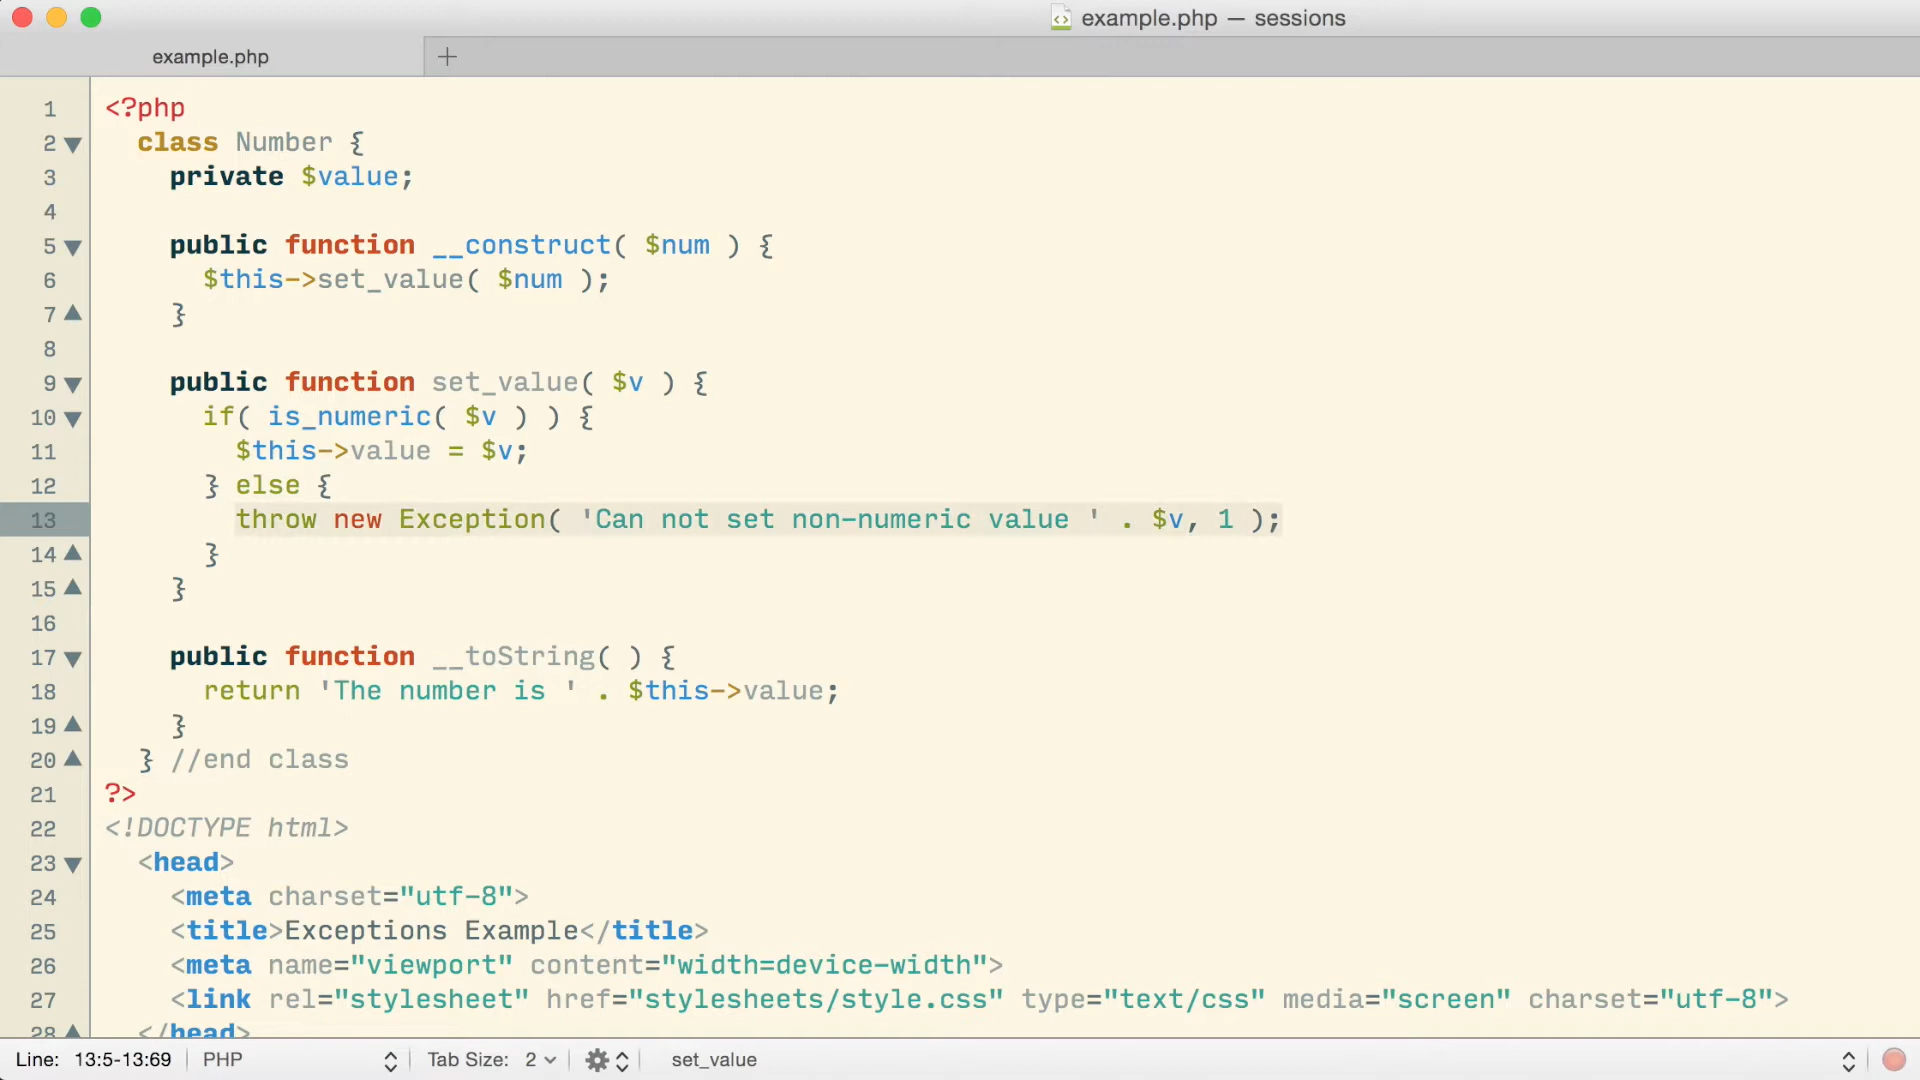 example.php — sessions
example.php
1 <?php
2 class Number {
3 private $value;
4
5 public function __construct( $num ) {
6 $this->set_value( $num );
7 }
8
9 public function set_value( $v ) {
10 if( is_numeric( $v ) ) {
11 $this->value = $v;
12 } else {
13 throw new Exception( 'Can not set non-numeric value ' . $v, 1 );
14 }
15 }
16
17 public function __toString( ) {
18 return 'The number is ' . $this->value;
19 }
20 } //end class
21 ?>
22 <!DOCTYPE html>
23 <head>
24 <meta charset="utf-8">
25 <title>Exceptions Example</title>
26 <meta name="viewport" content="width=device-width">
27 <link rel="stylesheet" href="stylesheets/style.css" type="text/css" media="screen" charset="utf-8">
28 </head>
Line: 13:5-13:69 PHP Tab Size: 2 set_value